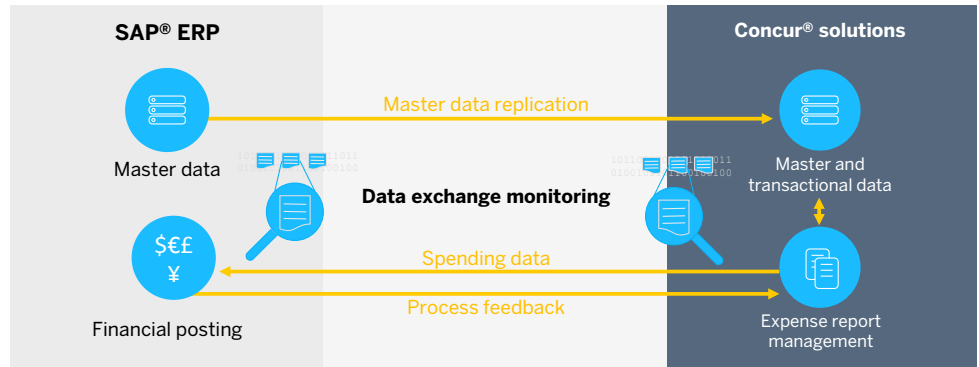 SAP® ERP
Concur® solutions
Master data replication
Master data
Master and
transactional data
Data exchange monitoring
$€£
¥
Spending data
Process feedback
Financial posting
Expense report
management